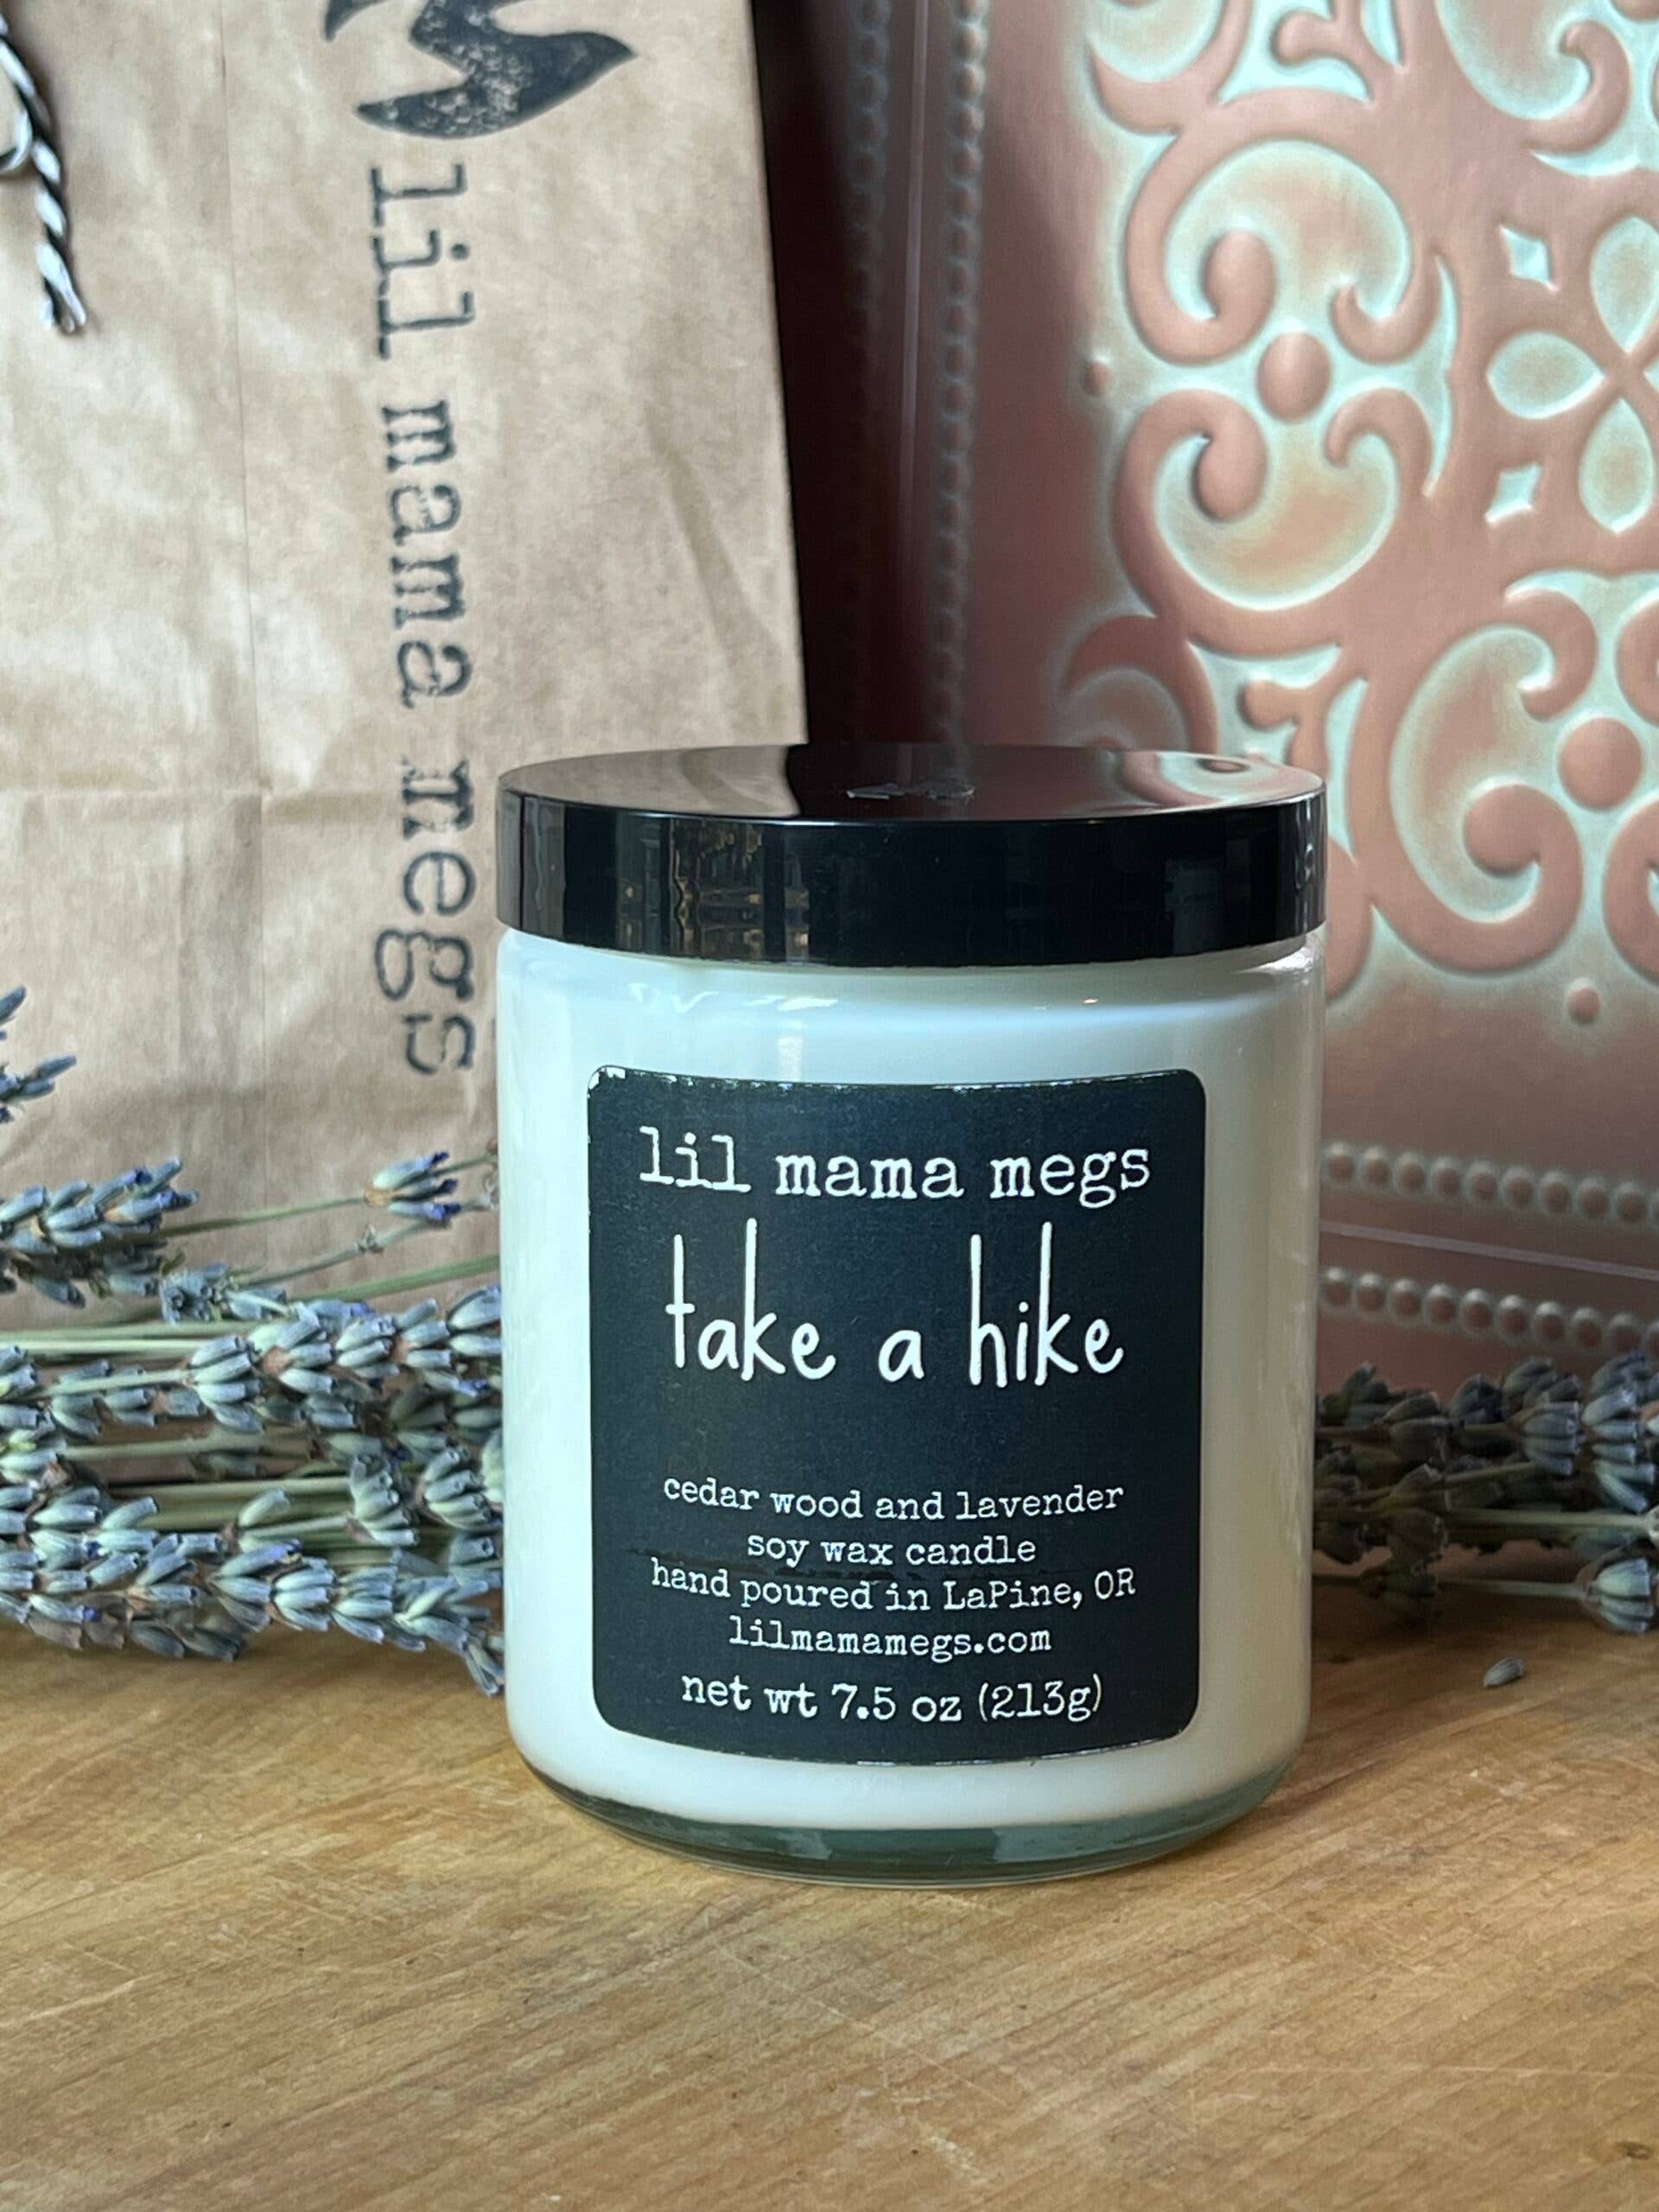 lil mama megs
lil mama megs
take a hike
cedar wood and lavender
soy wax candle
hand poured in LaPine, OR
lilmamamegs.com
net wt 7.5 oz (213g)